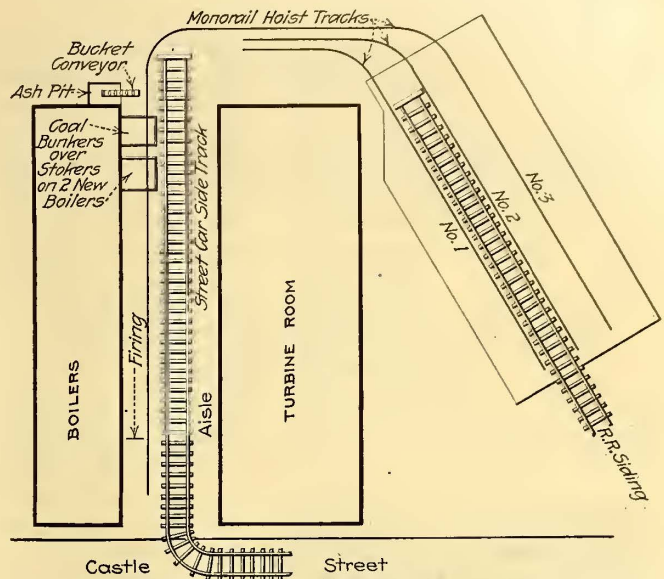 Monorail Hoist Tracks
Bucket
Conveyor
Ash Pit
Coal
Bunkers
over
Stokers
on 2 New
Boilers
Street Car Side Track
No.1
No.2
No.3
Firing
BOILERS
Aisle
TURBINE ROOM
R.R. Siding
Castle Street